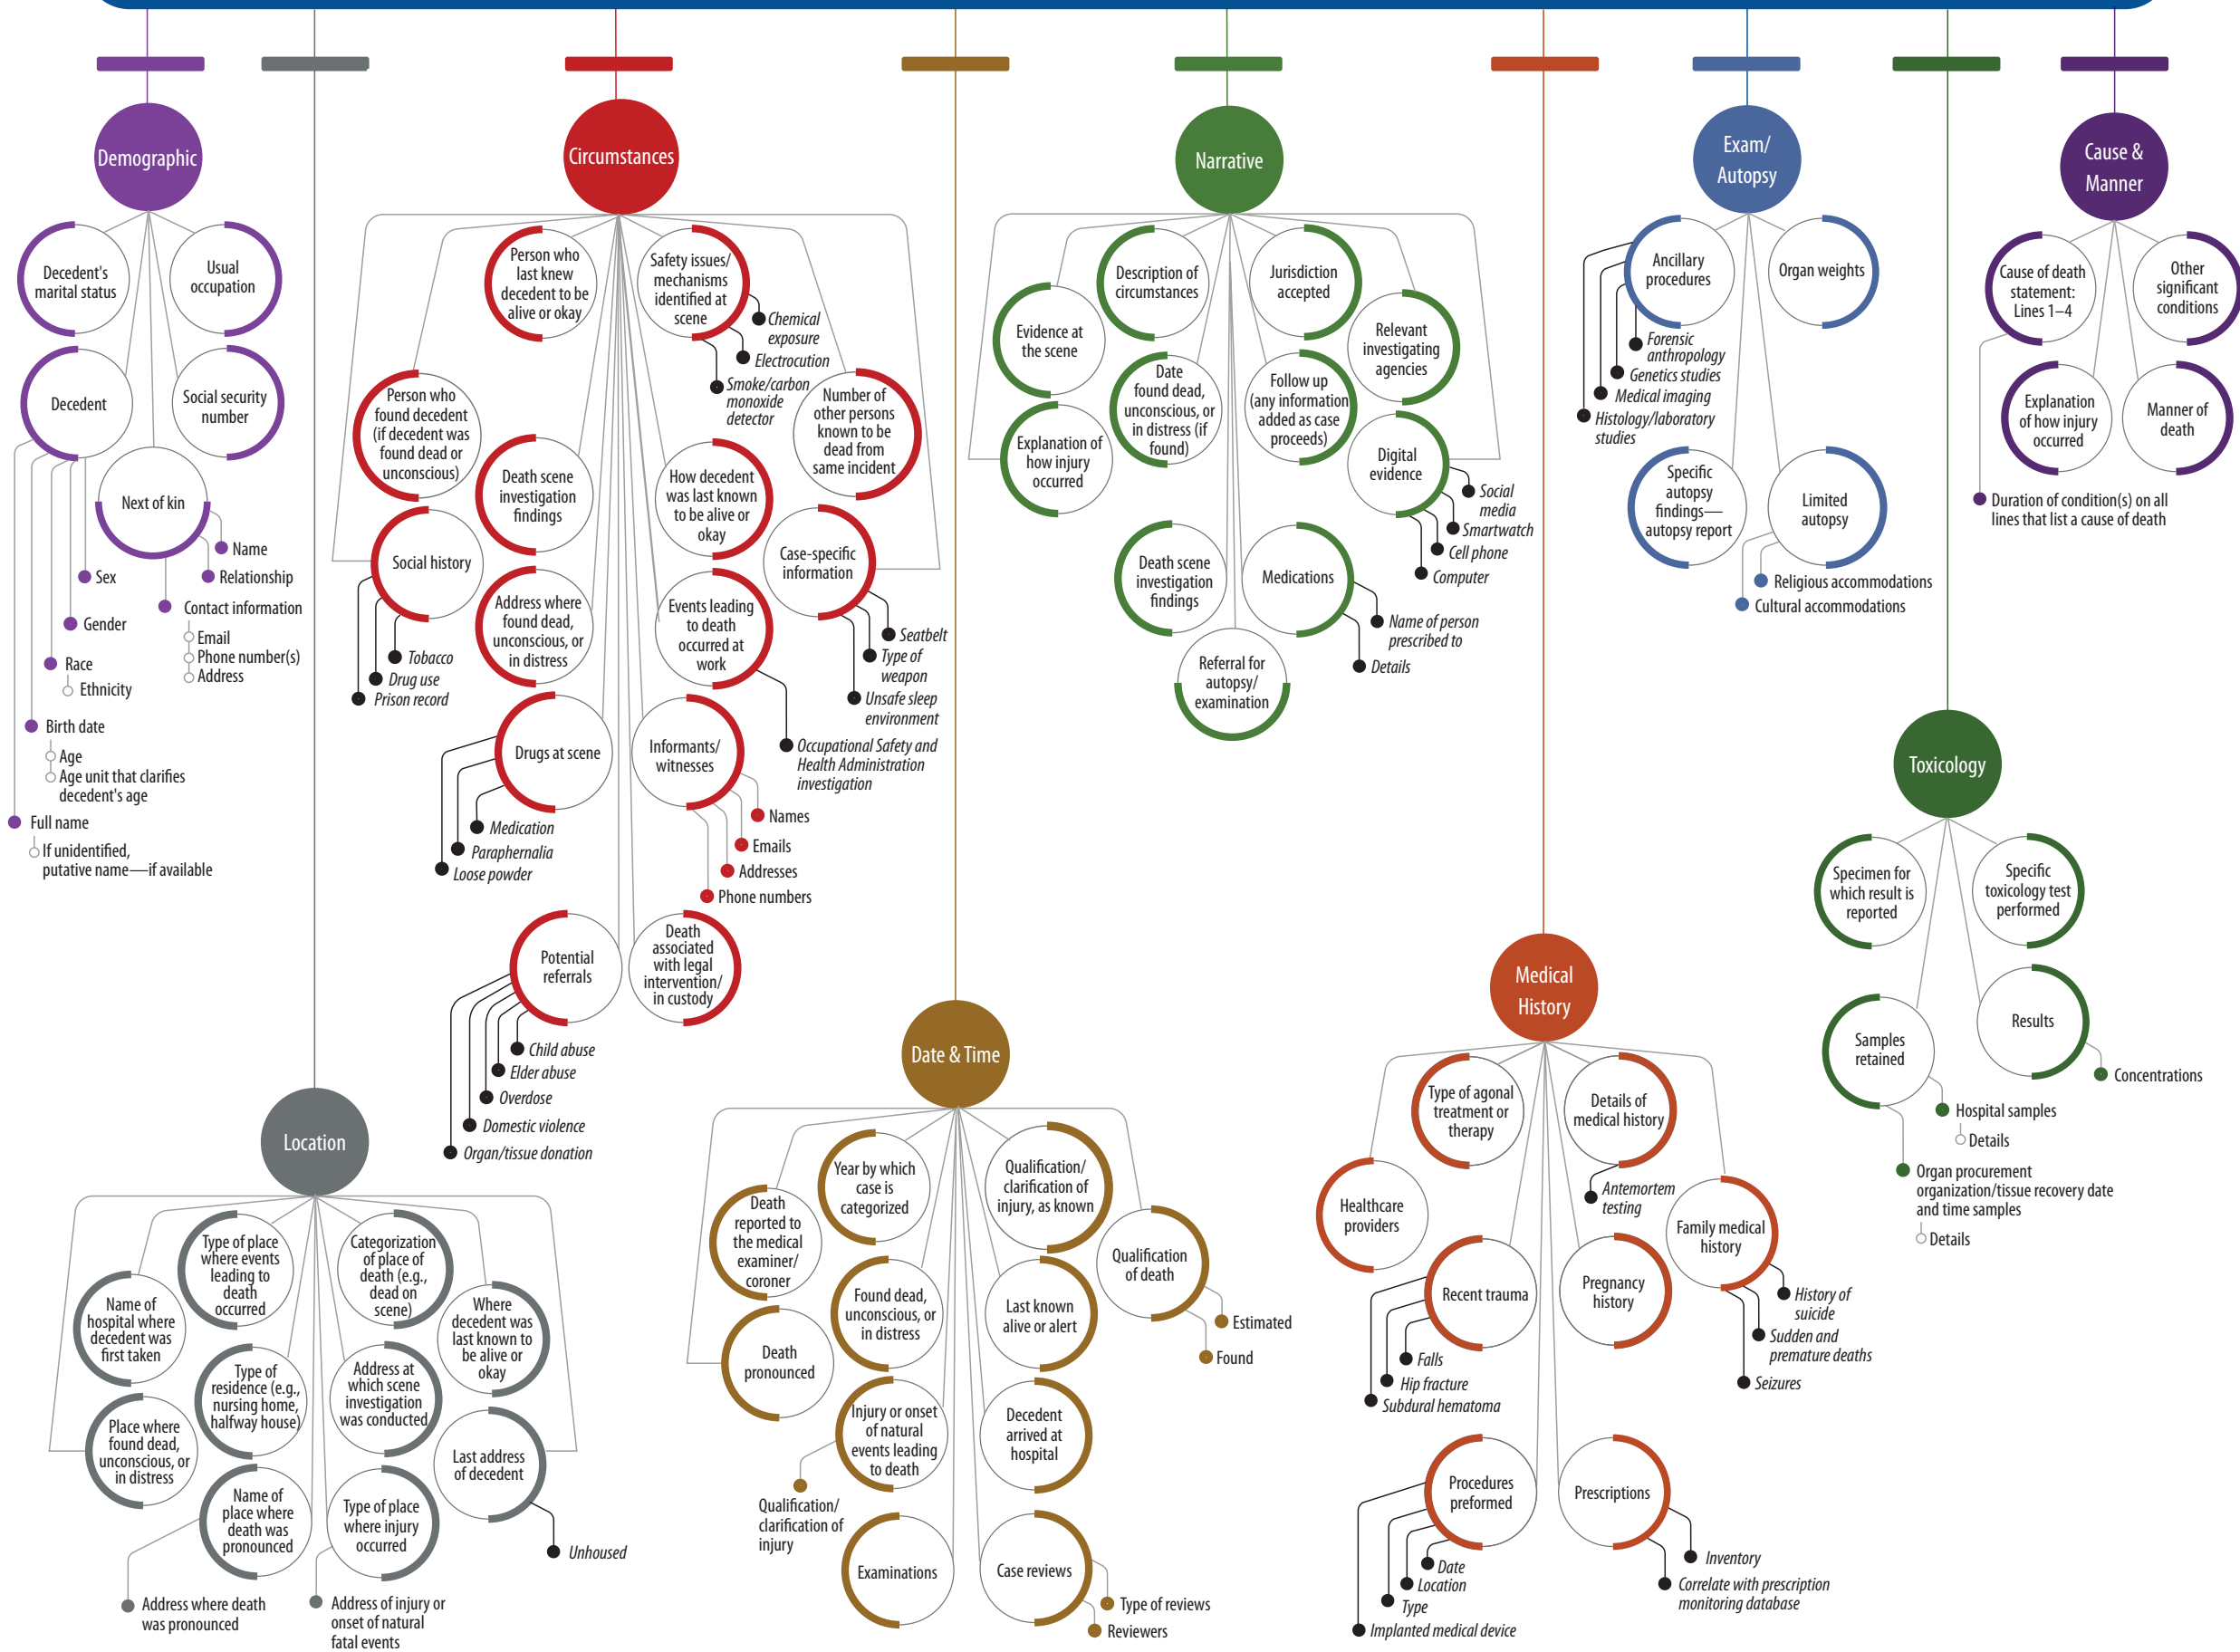 Demographic
Decedent's
marital status
Usual
occupation
Decedent
Social security
number
Next of kin
Name
Relationship
Contact information
Email
Phone number(s)
Address
Sex
Gender
Race
Ethnicity
Birth date
Age
Age unit that clarifies
decedent's age
Full name
If unidentified,
putative name—if available
Location
Type of place
where events
leading to
death
occurred
Categorization
of place of
death (e.g.,
dead on
scene)
Name of
hospital where
decedent was
first taken
Where
decedent was
last known to
be alive or
okay
Type of
residence (e.g.,
nursing home,
halfway house)
Address at
which scene
investigation
was conducted
Place where
found dead,
unconscious, or
in distress
Last address
of decedent
Unhoused
Name of
place where
death was
pronounced
Type of place
where injury
occurred
Address where death
was pronounced
Address of injury or
onset of natural
fatal events
Circumstances
Person who
last knew
decedent to be
alive or okay
Safety issues/
mechanisms
identified at
scene
Chemical
exposure
Electrocution
Smoke/carbon
monoxide
detector
Person who
found decedent
(if decedent was
found dead or
unconscious)
Number of
other persons
known to be
dead from
same incident
Death scene
investigation
findings
How decedent
was last known
to be alive or
okay
Social history
Tobacco
Drug use
Prison record
Case-specific
information
Seatbelt
Type of
weapon
Unsafe sleep
environment
Address where
found dead,
unconscious, or
in distress
Events leading
to death
occurred at
work
Occupational Safety and
Health Administration
investigation
Drugs at scene
Medication
Paraphernalia
Loose powder
Informants/
witnesses
Names
Emails
Addresses
Phone numbers
Potential
referrals
Child abuse
Elder abuse
Overdose
Domestic violence
Organ/tissue donation
Death
associated
with legal
intervention/
in custody
Date & Time
Year by which
case is
categorized
Qualification/
clarification of
injury, as known
Death
reported to
the medical
examiner/
coroner
Qualification
of death
Estimated
Found
Found dead,
unconscious, or
in distress
Last known
alive or alert
Death
pronounced
Injury or onset
of natural
events leading
to death
Qualification/
clarification of
injury
Decedent
arrived at
hospital
Examinations
Case reviews
Type of reviews
Reviewers
Narrative
Description of
circumstances
Jurisdiction
accepted
Evidence at
the scene
Relevant
investigating
agencies
Date
found dead,
unconscious, or
in distress (if
found)
Follow up
(any information
added as case
proceeds)
Explanation of
how injury
occurred
Digital
evidence
Social
media
Smartwatch
Cell phone
Computer
Death scene
investigation
findings
Medications
Name of person
prescribed to
Details
Referral for
autopsy/
examination
Medical
History
Type of agonal
treatment or
therapy
Details of
medical history
Antemortem
testing
Healthcare
providers
Family medical
history
History of
suicide
Sudden and
premature deaths
Seizures
Recent trauma
Falls
Hip fracture
Subdural hematoma
Pregnancy
history
Procedures
preformed
Date
Location
Type
Implanted medical device
Prescriptions
Inventory
Correlate with prescription
monitoring database
Exam/
Autopsy
Ancillary
procedures
Forensic
anthropology
Genetics studies
Medical imaging
Histology/laboratory
studies
Organ weights
Specific
autopsy
findings—
autopsy report
Limited
autopsy
Religious accommodations
Cultural accommodations
Toxicology
Specimen for
which result is
reported
Specific
toxicology test
performed
Samples
retained
Results
Concentrations
Hospital samples
Details
Organ procurement
organization/tissue recovery date
and time samples
Details
Cause &
Manner
Cause of death
statement:
Lines 1–4
Other
significant
conditions
Explanation
of how injury
occurred
Manner of
death
Duration of condition(s) on all
lines that list a cause of death